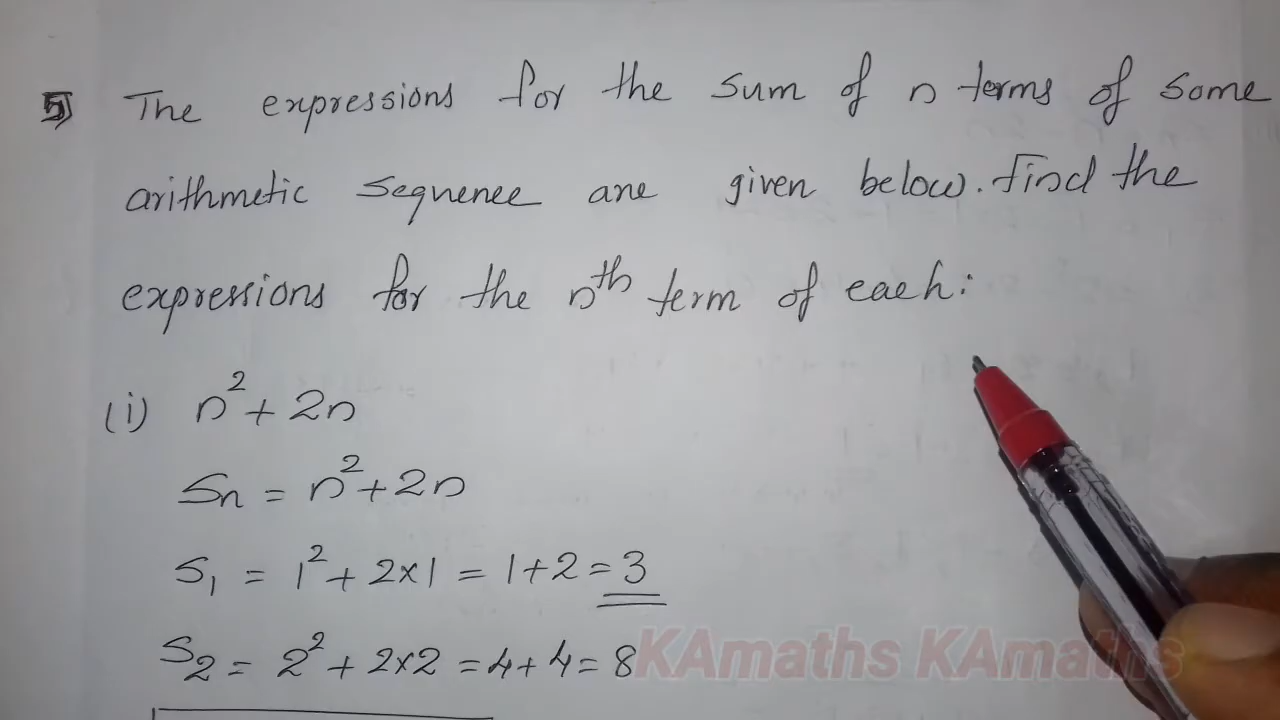 5) The expressions for the sum of n terms of some
arithmetic sequence are given below. Find the
expressions for the nth term of each:
(i) n² + 2n
Sn = n² + 2n
S₁ = 1² + 2×1 = 1+2 = 3
S₂ = 2² + 2×2 = 4+4 = 8
KAmaths KAmaths